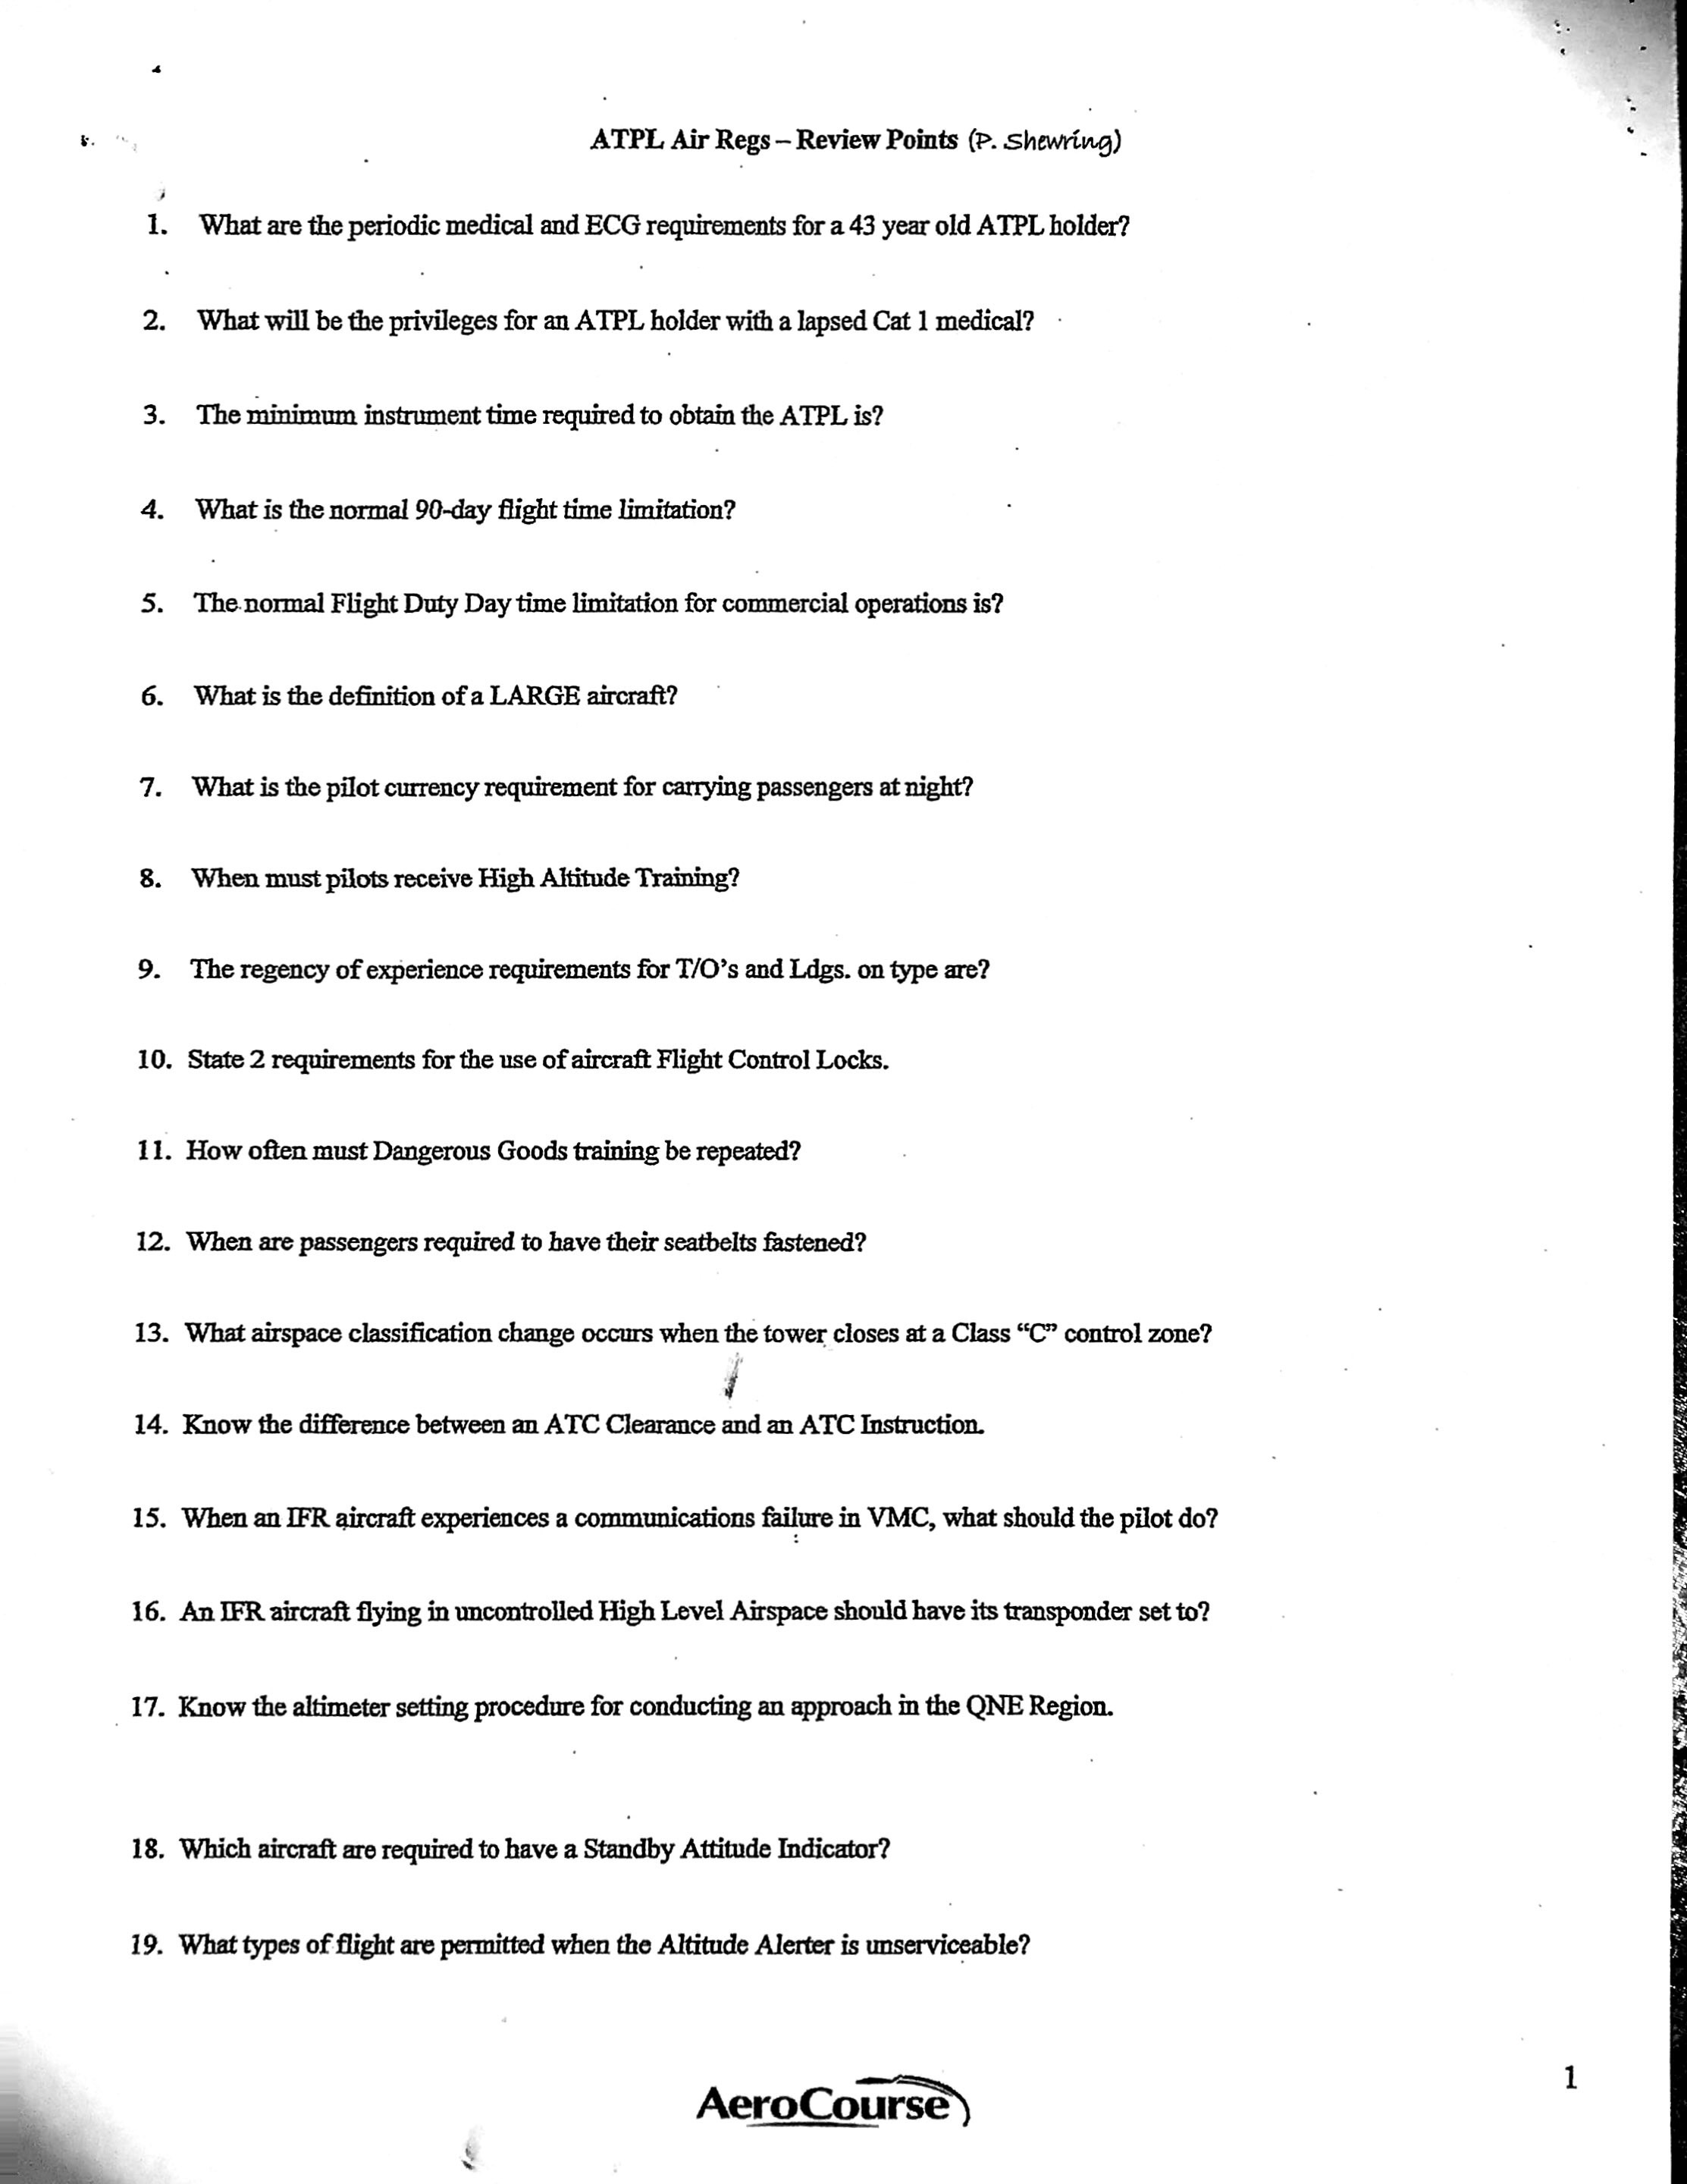 ATPL Air Regs – Review Points (P. Shewring)
1. What are the periodic medical and ECG requirements for a 43 year old ATPL holder?
2. What will be the privileges for an ATPL holder with a lapsed Cat 1 medical?
3. The minimum instrument time required to obtain the ATPL is?
4. What is the normal 90-day flight time limitation?
5. The normal Flight Duty Day time limitation for commercial operations is?
6. What is the definition of a LARGE aircraft?
7. What is the pilot currency requirement for carrying passengers at night?
8. When must pilots receive High Altitude Training?
9. The regency of experience requirements for T/O’s and Ldgs. on type are?
10. State 2 requirements for the use of aircraft Flight Control Locks.
11. How often must Dangerous Goods training be repeated?
12. When are passengers required to have their seatbelts fastened?
13. What airspace classification change occurs when the tower closes at a Class “C” control zone?
14. Know the difference between an ATC Clearance and an ATC Instruction.
15. When an IFR aircraft experiences a communications failure in VMC, what should the pilot do?
16. An IFR aircraft flying in uncontrolled High Level Airspace should have its transponder set to?
17. Know the altimeter setting procedure for conducting an approach in the QNE Region.
18. Which aircraft are required to have a Standby Attitude Indicator?
19. What types of flight are permitted when the Altitude Alerter is unserviceable?
1
AeroCourse